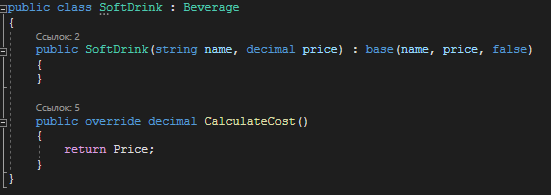 public class SoftDrink : Beverage
{
Ссылок: 2
public SoftDrink(string name, decimal price) : base(name, price, false)
{
}
Ссылок: 5
public override decimal CalculateCost()
{
return Price;
}
}